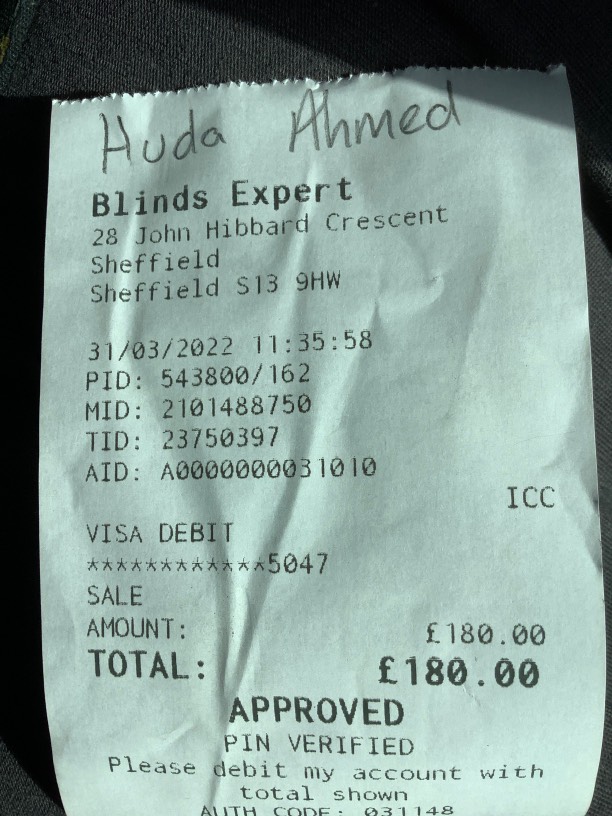 Huda Ahmed
Blinds Expert
28 John Hibbard Crescent
Sheffield
Sheffield S13 9HW
31/03/2022 11:35:58
PID: 543800/162
MID: 2101488750
TID: 23750397
AID: A0000000031010
ICC
VISA DEBIT
************5047
SALE
AMOUNT: £180.00
TOTAL: £180.00
APPROVED
PIN VERIFIED
Please debit my account with
total shown
AUTH CODE: 031148